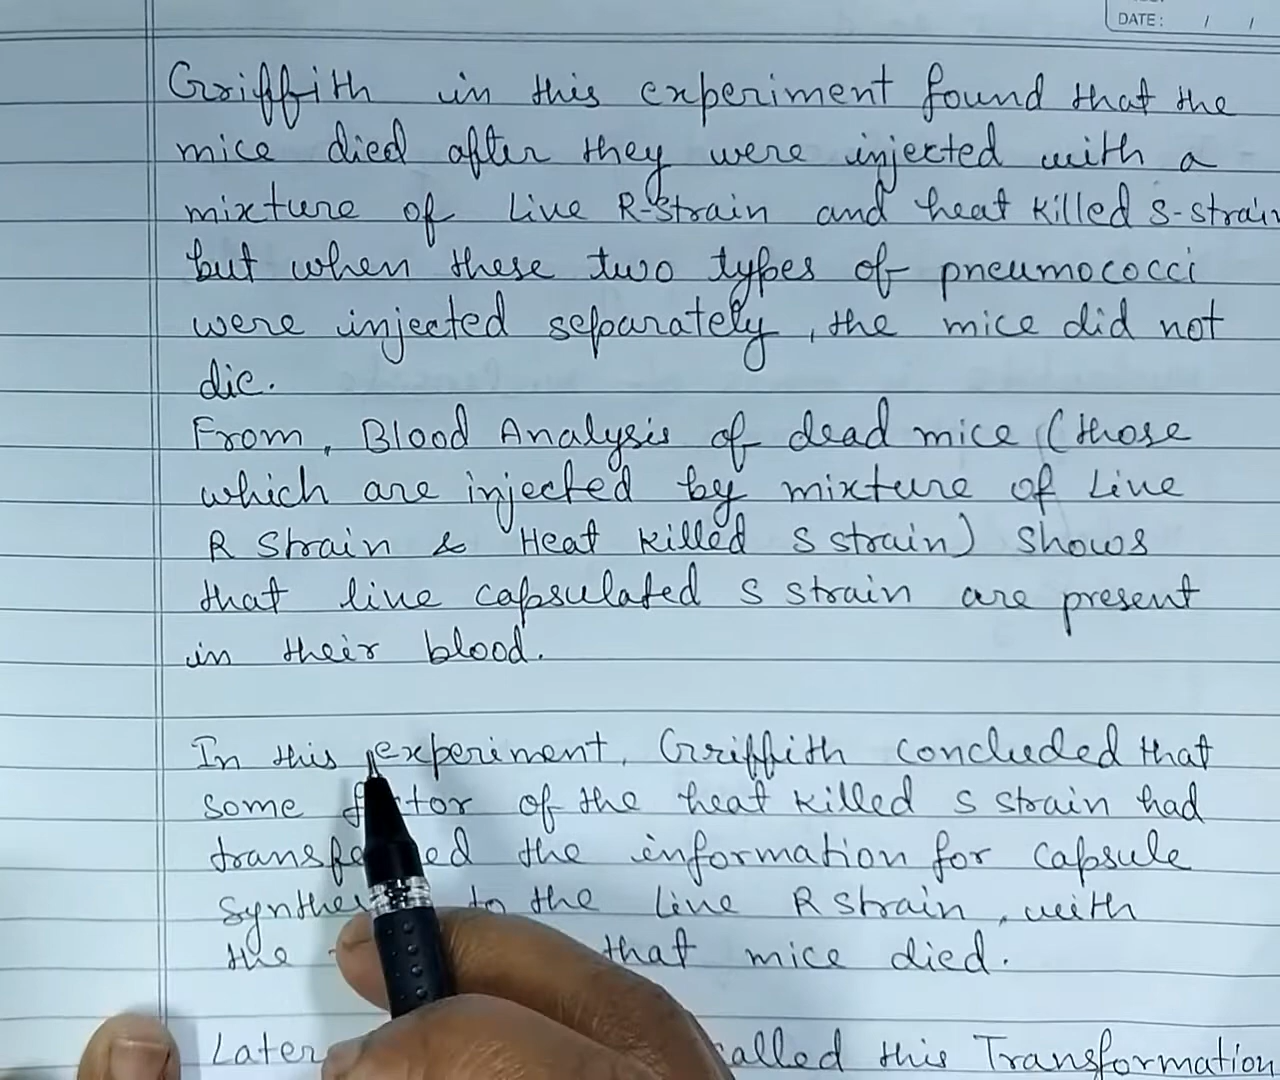 DATE: / /
Griffith in this experiment found that the
mice died after they were injected with a
mixture of Live R-Strain and heat killed S-strain
but when these two types of pneumococci
were injected separately, the mice did not
die.
From, Blood Analysis of dead mice (those
which are injected by mixture of Live
R Strain & Heat killed S strain) shows
that live capsulated S strain are present
in their blood.
In this experiment, Griffith concluded that
some of the heat killed S strain had
the information for capsule
to the Live R strain, with
the that mice died.
Later this Transformation